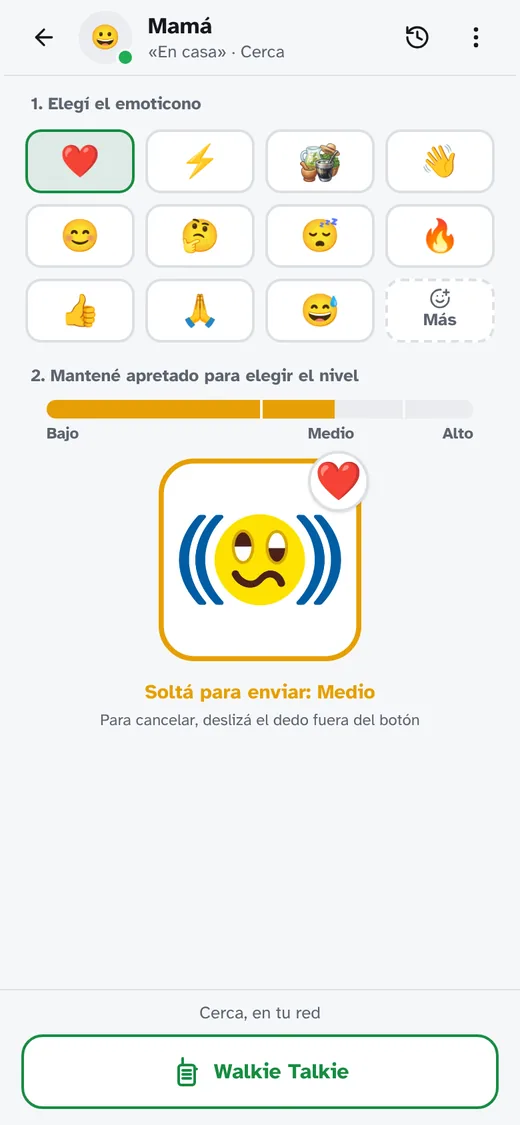 Mamá
«En casa» · Cerca
1. Elegí el emoticono
Más
2. Mantené apretado para elegir el nivel
Bajo Medio Alto
Soltá para enviar: Medio
Para cancelar, deslizá el dedo fuera del botón
Cerca, en tu red
Walkie Talkie